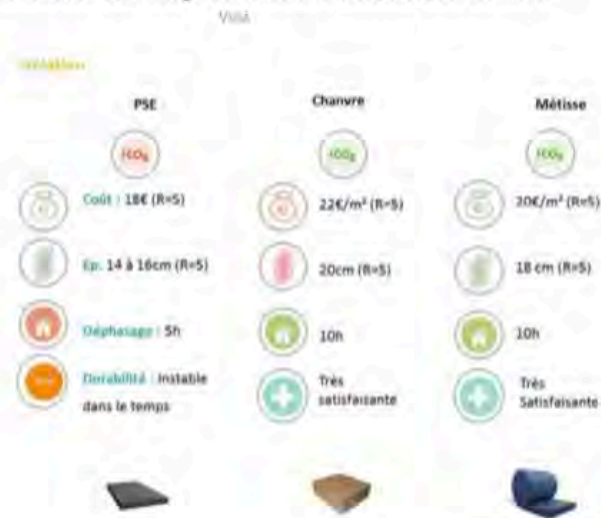 Isolation
PSE
Chanvre
Métisse
Coût : 18€ (R=5)
22€/m² (R=5)
20€/m² (R=5)
Ep. 14 à 16cm (R=5)
20cm (R=5)
18 cm (R=5)
Déphasage : 5h
10h
10h
Durabilité : Instable
dans le temps
Très
satisfaisante
Très
Satisfaisante